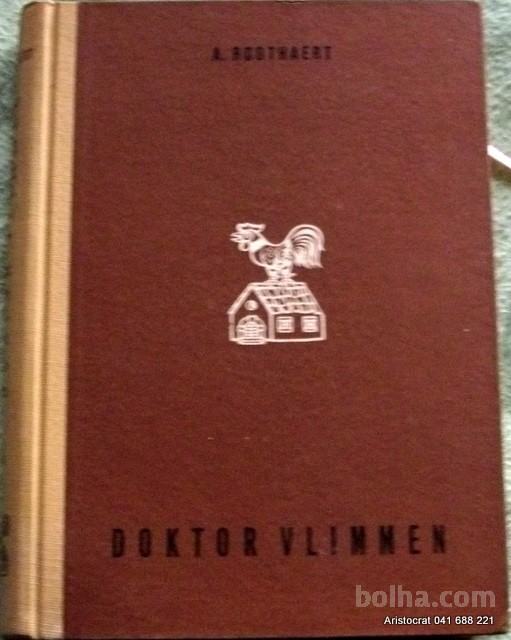 A. ROOTHAERT
DOKTOR VLIMMEN
bolha.com
Aristocrat 041 688 221